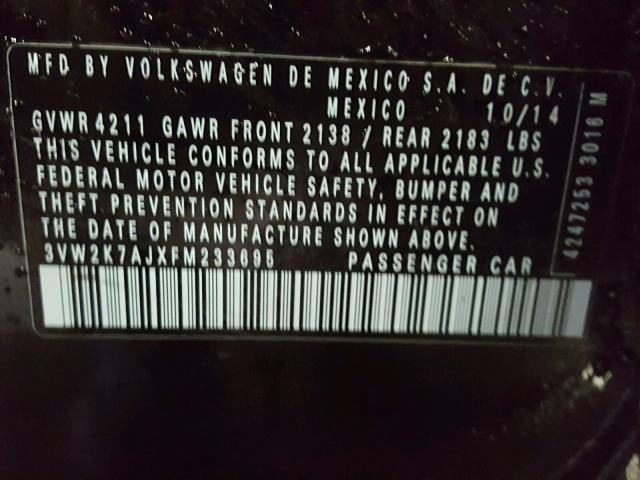 MFD BY VOLKSWAGEN DE MEXICO S.A. DE C.V.
MEXICO 10/14
GVWR 4211 GAWR FRONT 2138 / REAR 2183 LBS
THIS VEHICLE CONFORMS TO ALL APPLICABLE U.S.
FEDERAL MOTOR VEHICLE SAFETY, BUMPER AND
THEFT PREVENTION STANDARDS IN EFFECT ON
THE DATE OF MANUFACTURE SHOWN ABOVE.
3VW2K7AJXFM233695 PASSENGER CAR
4247253 3016 M